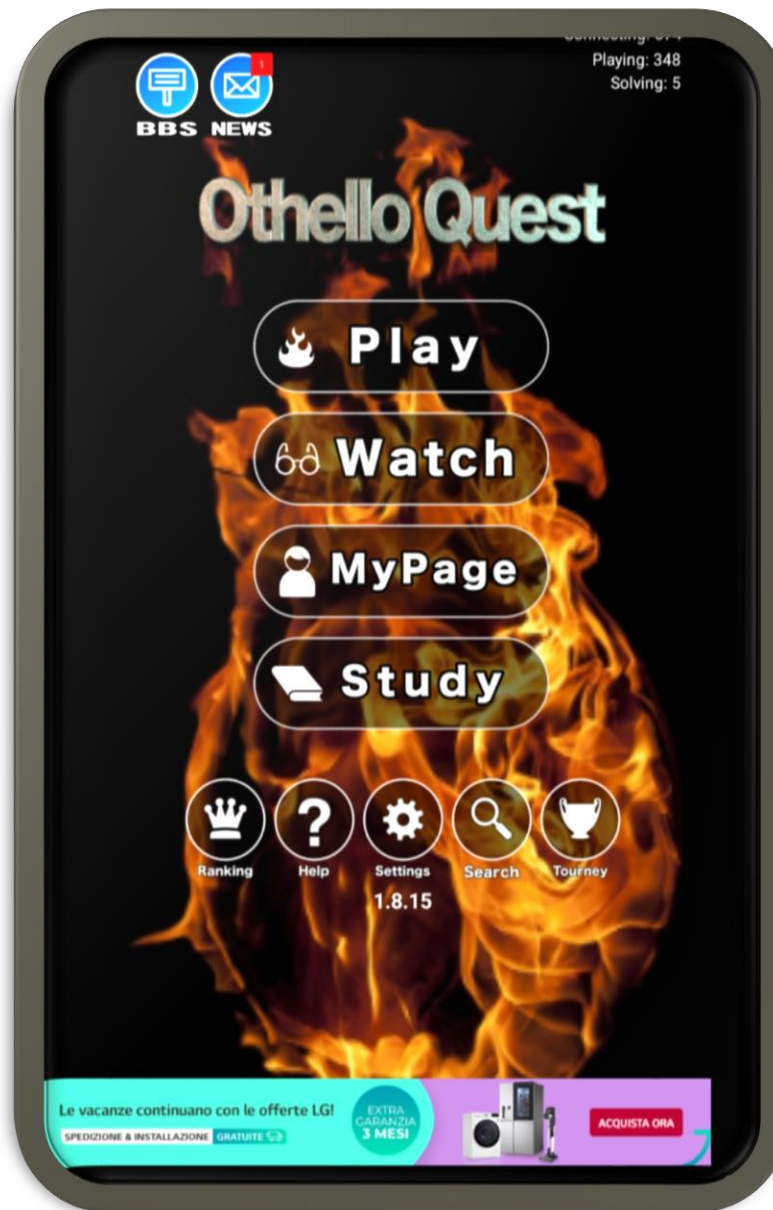 Playing: 348
Solving: 5
1
BBS NEWS
Othello Quest
Play
Watch
MyPage
Study
Ranking Help Settings Search Tourney
1.8.15
Le vacanze continuano con le offerte LG!
SPEDIZIONE & INSTALLAZIONE GRATUITE
EXTRA
GARANZIA
3 MESI
ACQUISTA ORA